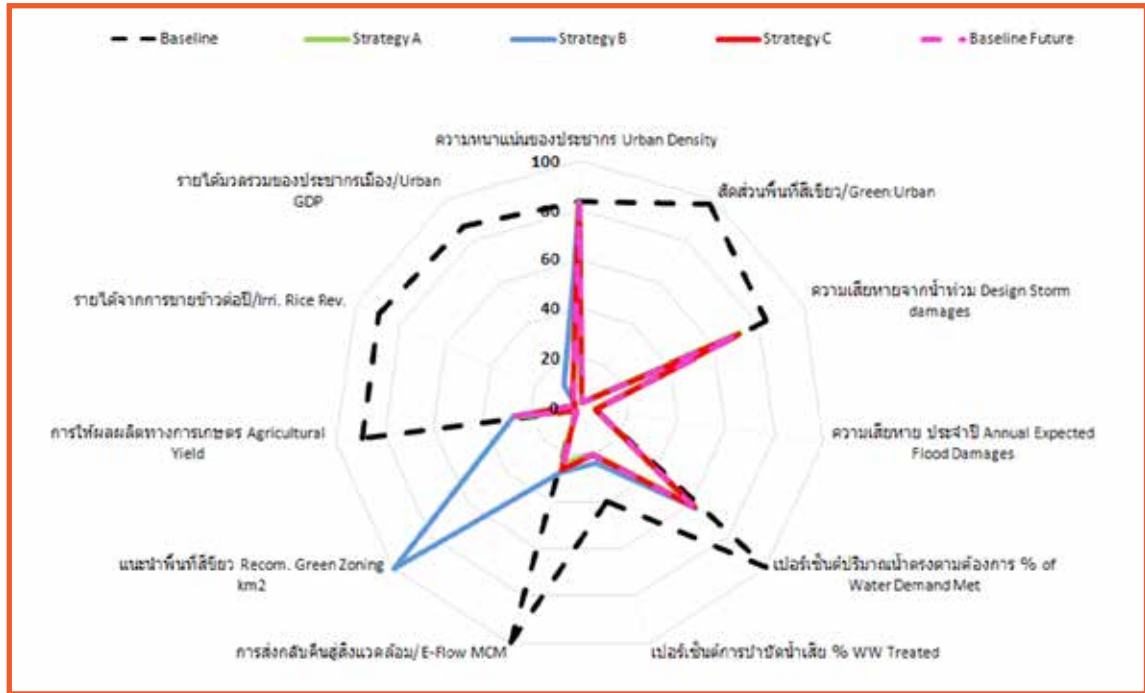 Baseline Strategy A Strategy B Strategy C Baseline Future
ความหนาแน่นของประชากร Urban Density
100
รายได้มวลรวมของประชากรเมือง/Urban
GDP
สัดส่วนพื้นที่สีเขียว/Green:Urban
80
60
รายได้จากการขายข้าวต่อปี/Irri. Rice Rev.
ความเสียหายจากน้ำท่วม Design Storm
damages
40
20
0
การให้ผลผลิตทางการเกษตร Agricultural
Yield
ความเสียหาย ประจำปี Annual Expected
Flood Damages
แนะนำพื้นที่สีเขียว Recom. Green Zoning
km2
เปอร์เซ็นต์ปริมาณน้ำตรงตามต้องการ % of
Water Demand Met
การส่งกลับคืนสู่สิ่งแวดล้อม/ E-Flow MCM
เปอร์เซ็นต์การบำบัดน้ำเสีย % WW Treated